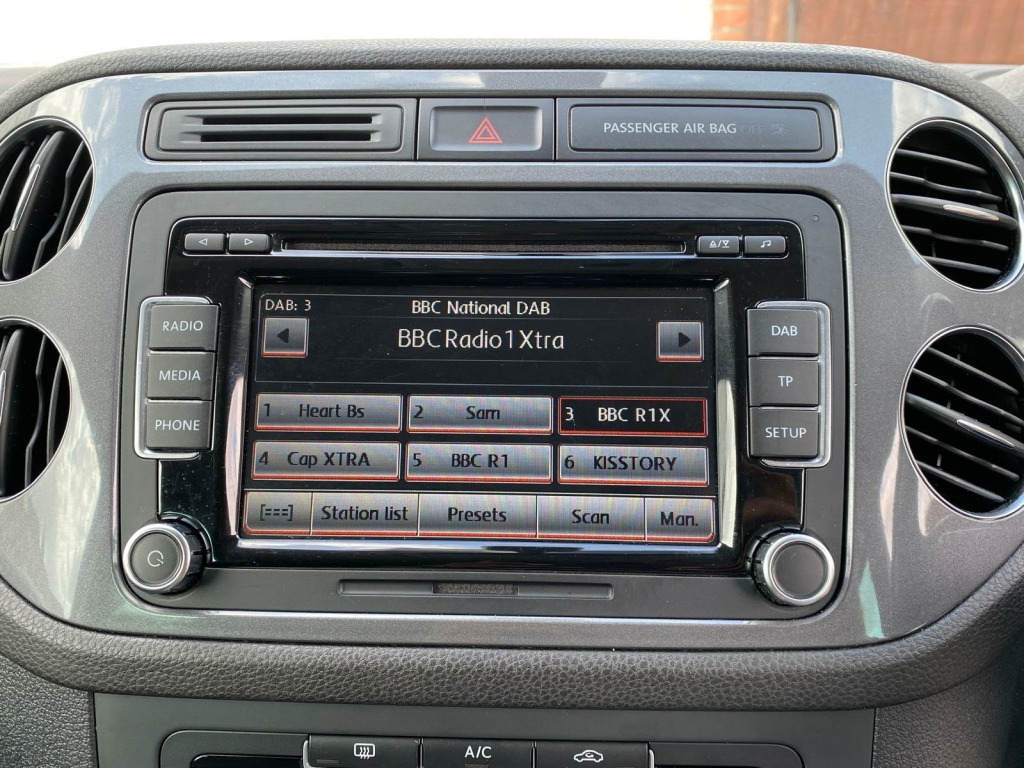 PASSENGER AIR BAG OFF
RADIO
MEDIA
PHONE
DAB: 3
BBC National DAB
BBC Radio 1 Xtra
1 Heart Bs
2 Sam
3 BBC R1X
4 Cap XTRA
5 BBC R1
6 KISSTORY
[===] Station list Presets Scan Man.
DAB
TP
SETUP
A/C